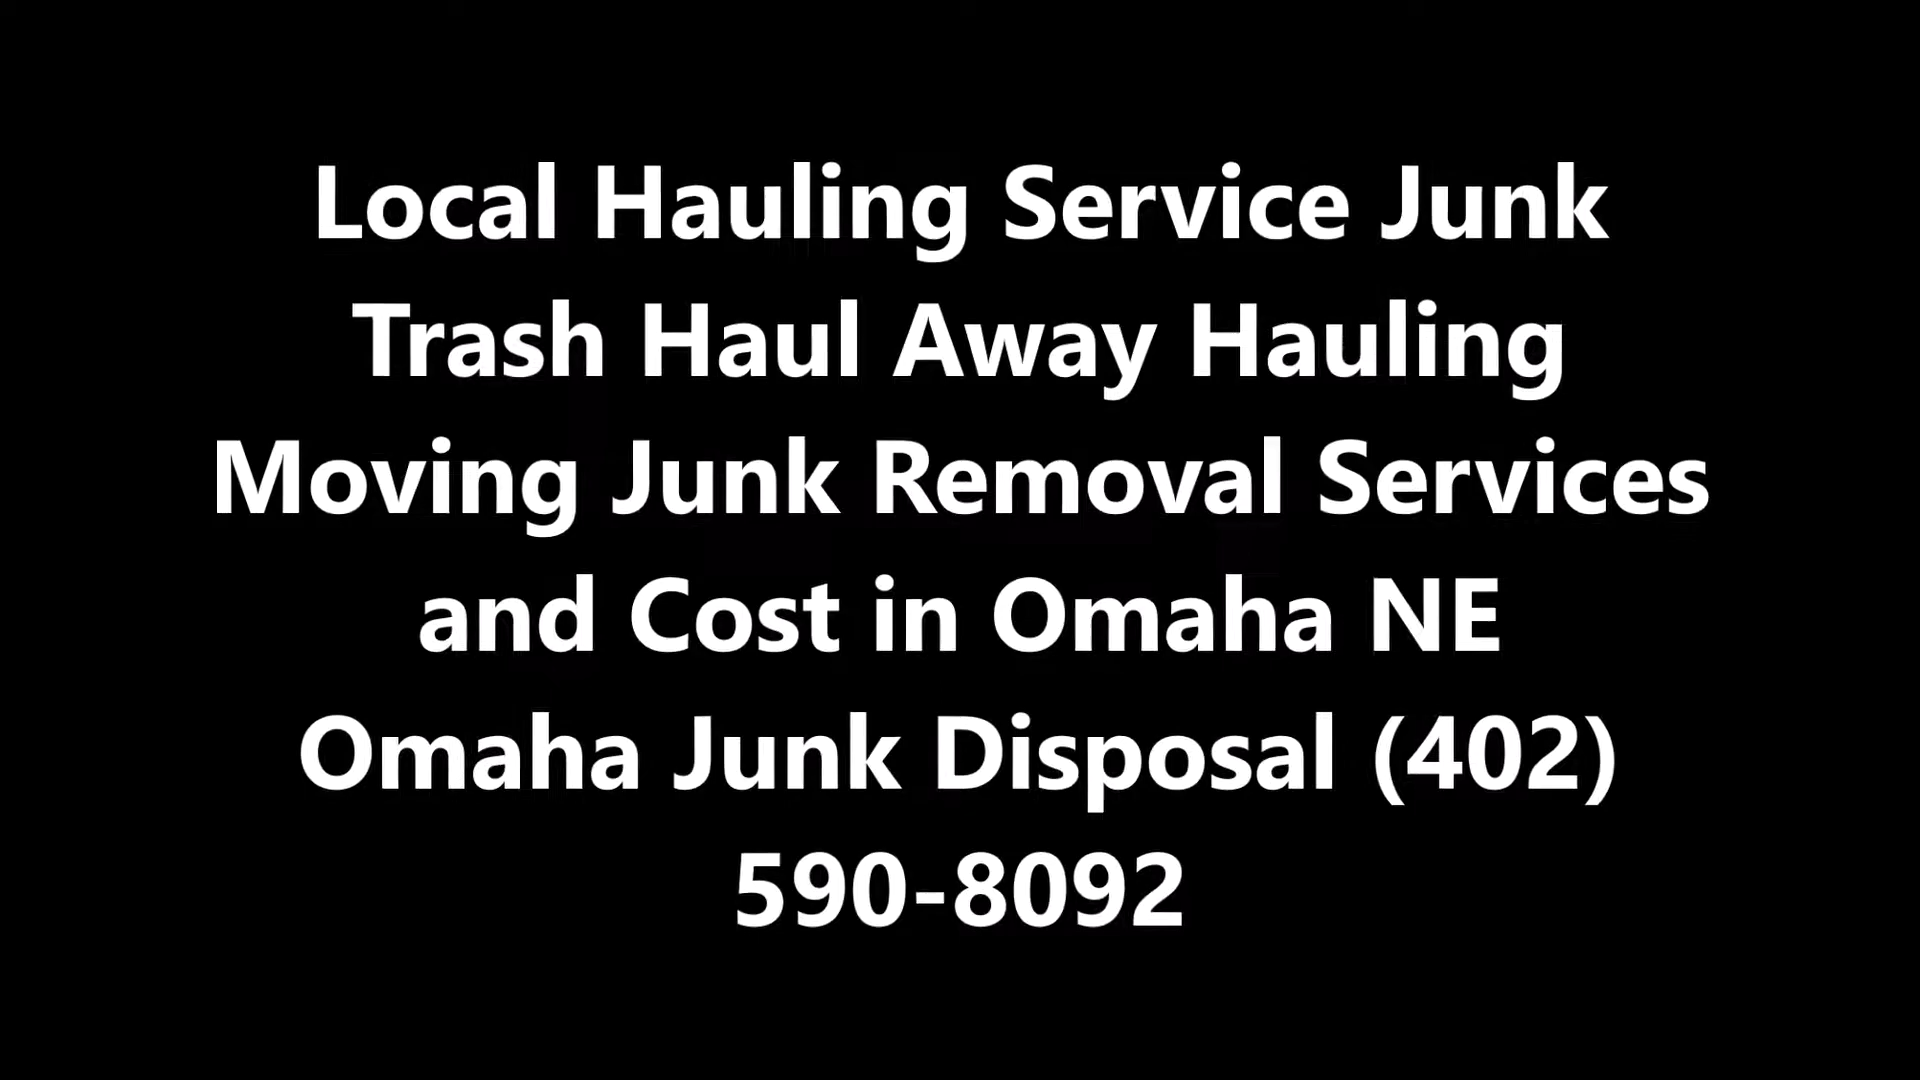 Local Hauling Service Junk
Trash Haul Away Hauling
Moving Junk Removal Services
and Cost in Omaha NE
Omaha Junk Disposal (402)
590-8092